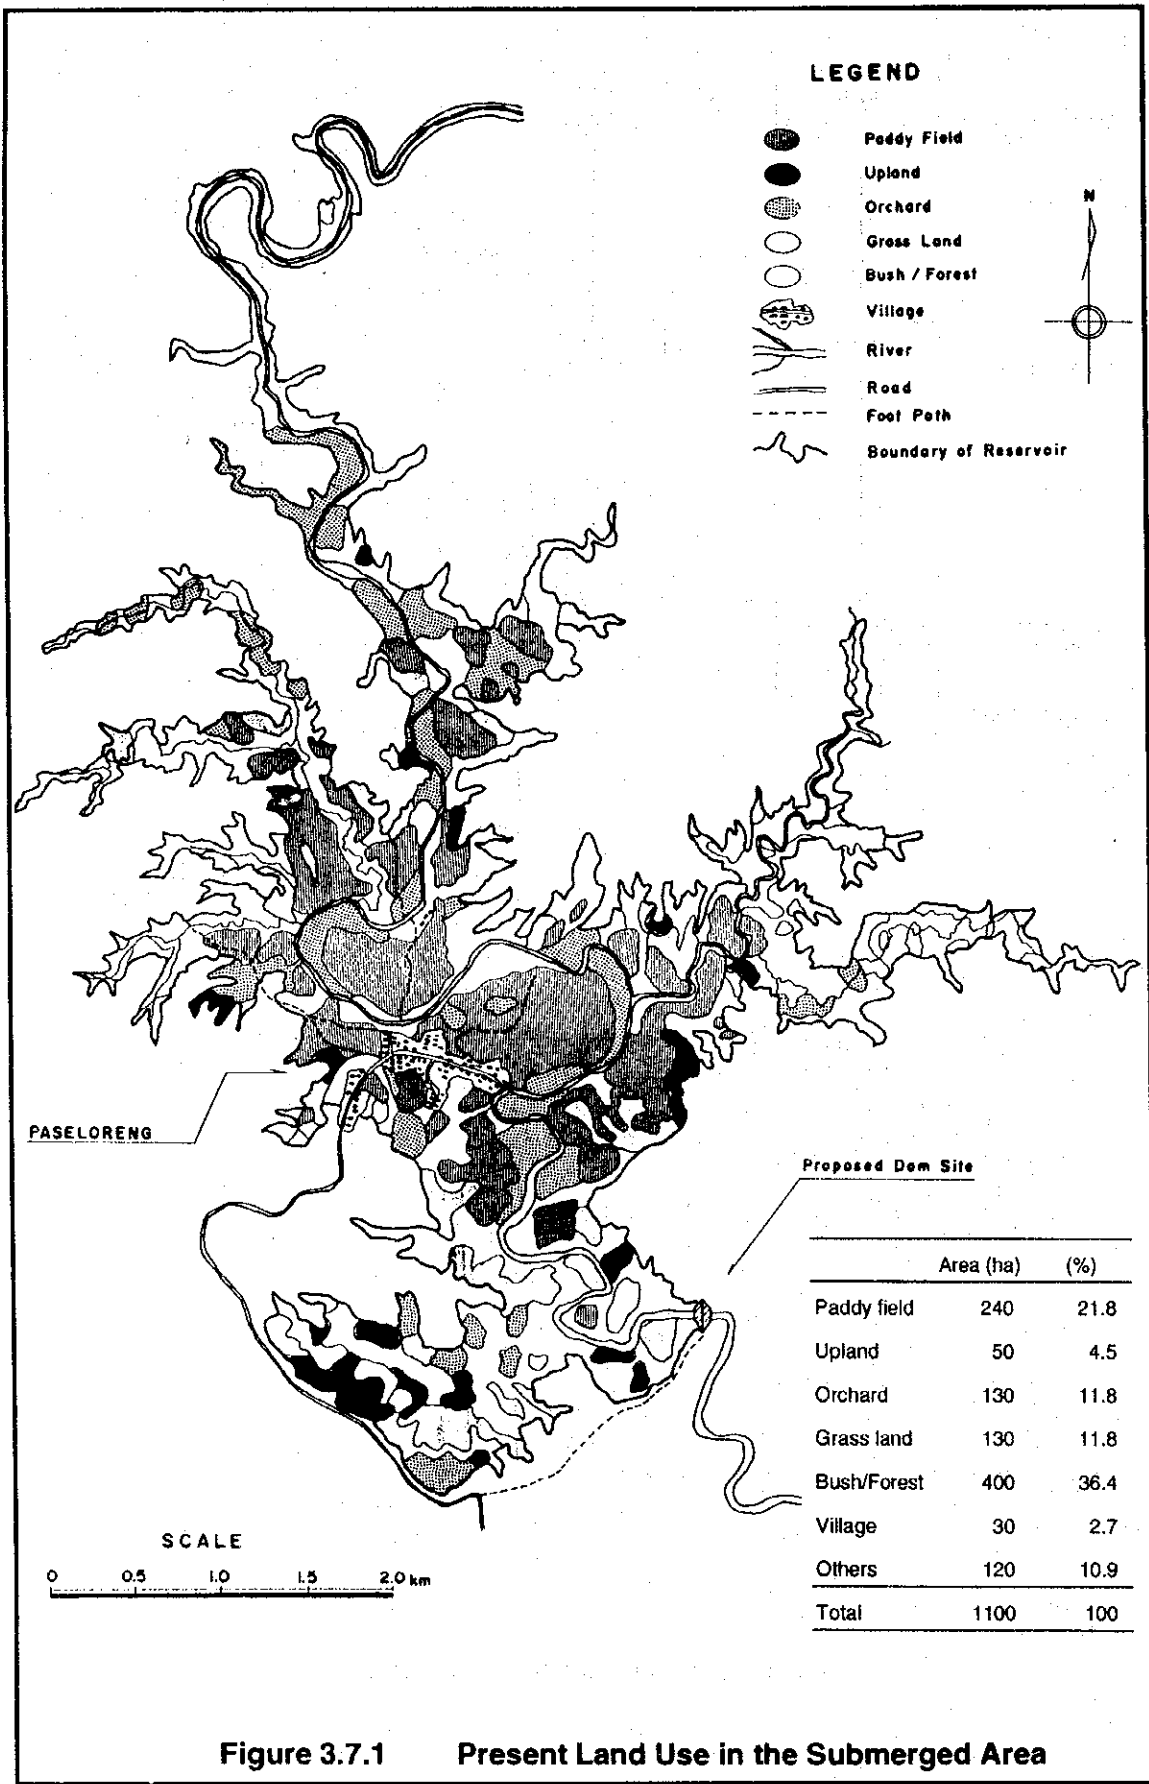 LEGEND
Paddy Field
Upland
Orchard
Grass Land
Bush / Forest
Village
River
Road
Foot Path
Boundary of Reservoir
N
PASELORENG
Proposed Dam Site
Area (ha) (%)
Paddy field 240 21.8
Upland 50 4.5
Orchard 130 11.8
Grass land 130 11.8
Bush/Forest 400 36.4
Village 30 2.7
Others 120 10.9
Total 1100 100
SCALE
0 0.5 1.0 1.5 2.0 km
Figure 3.7.1 Present Land Use in the Submerged Area